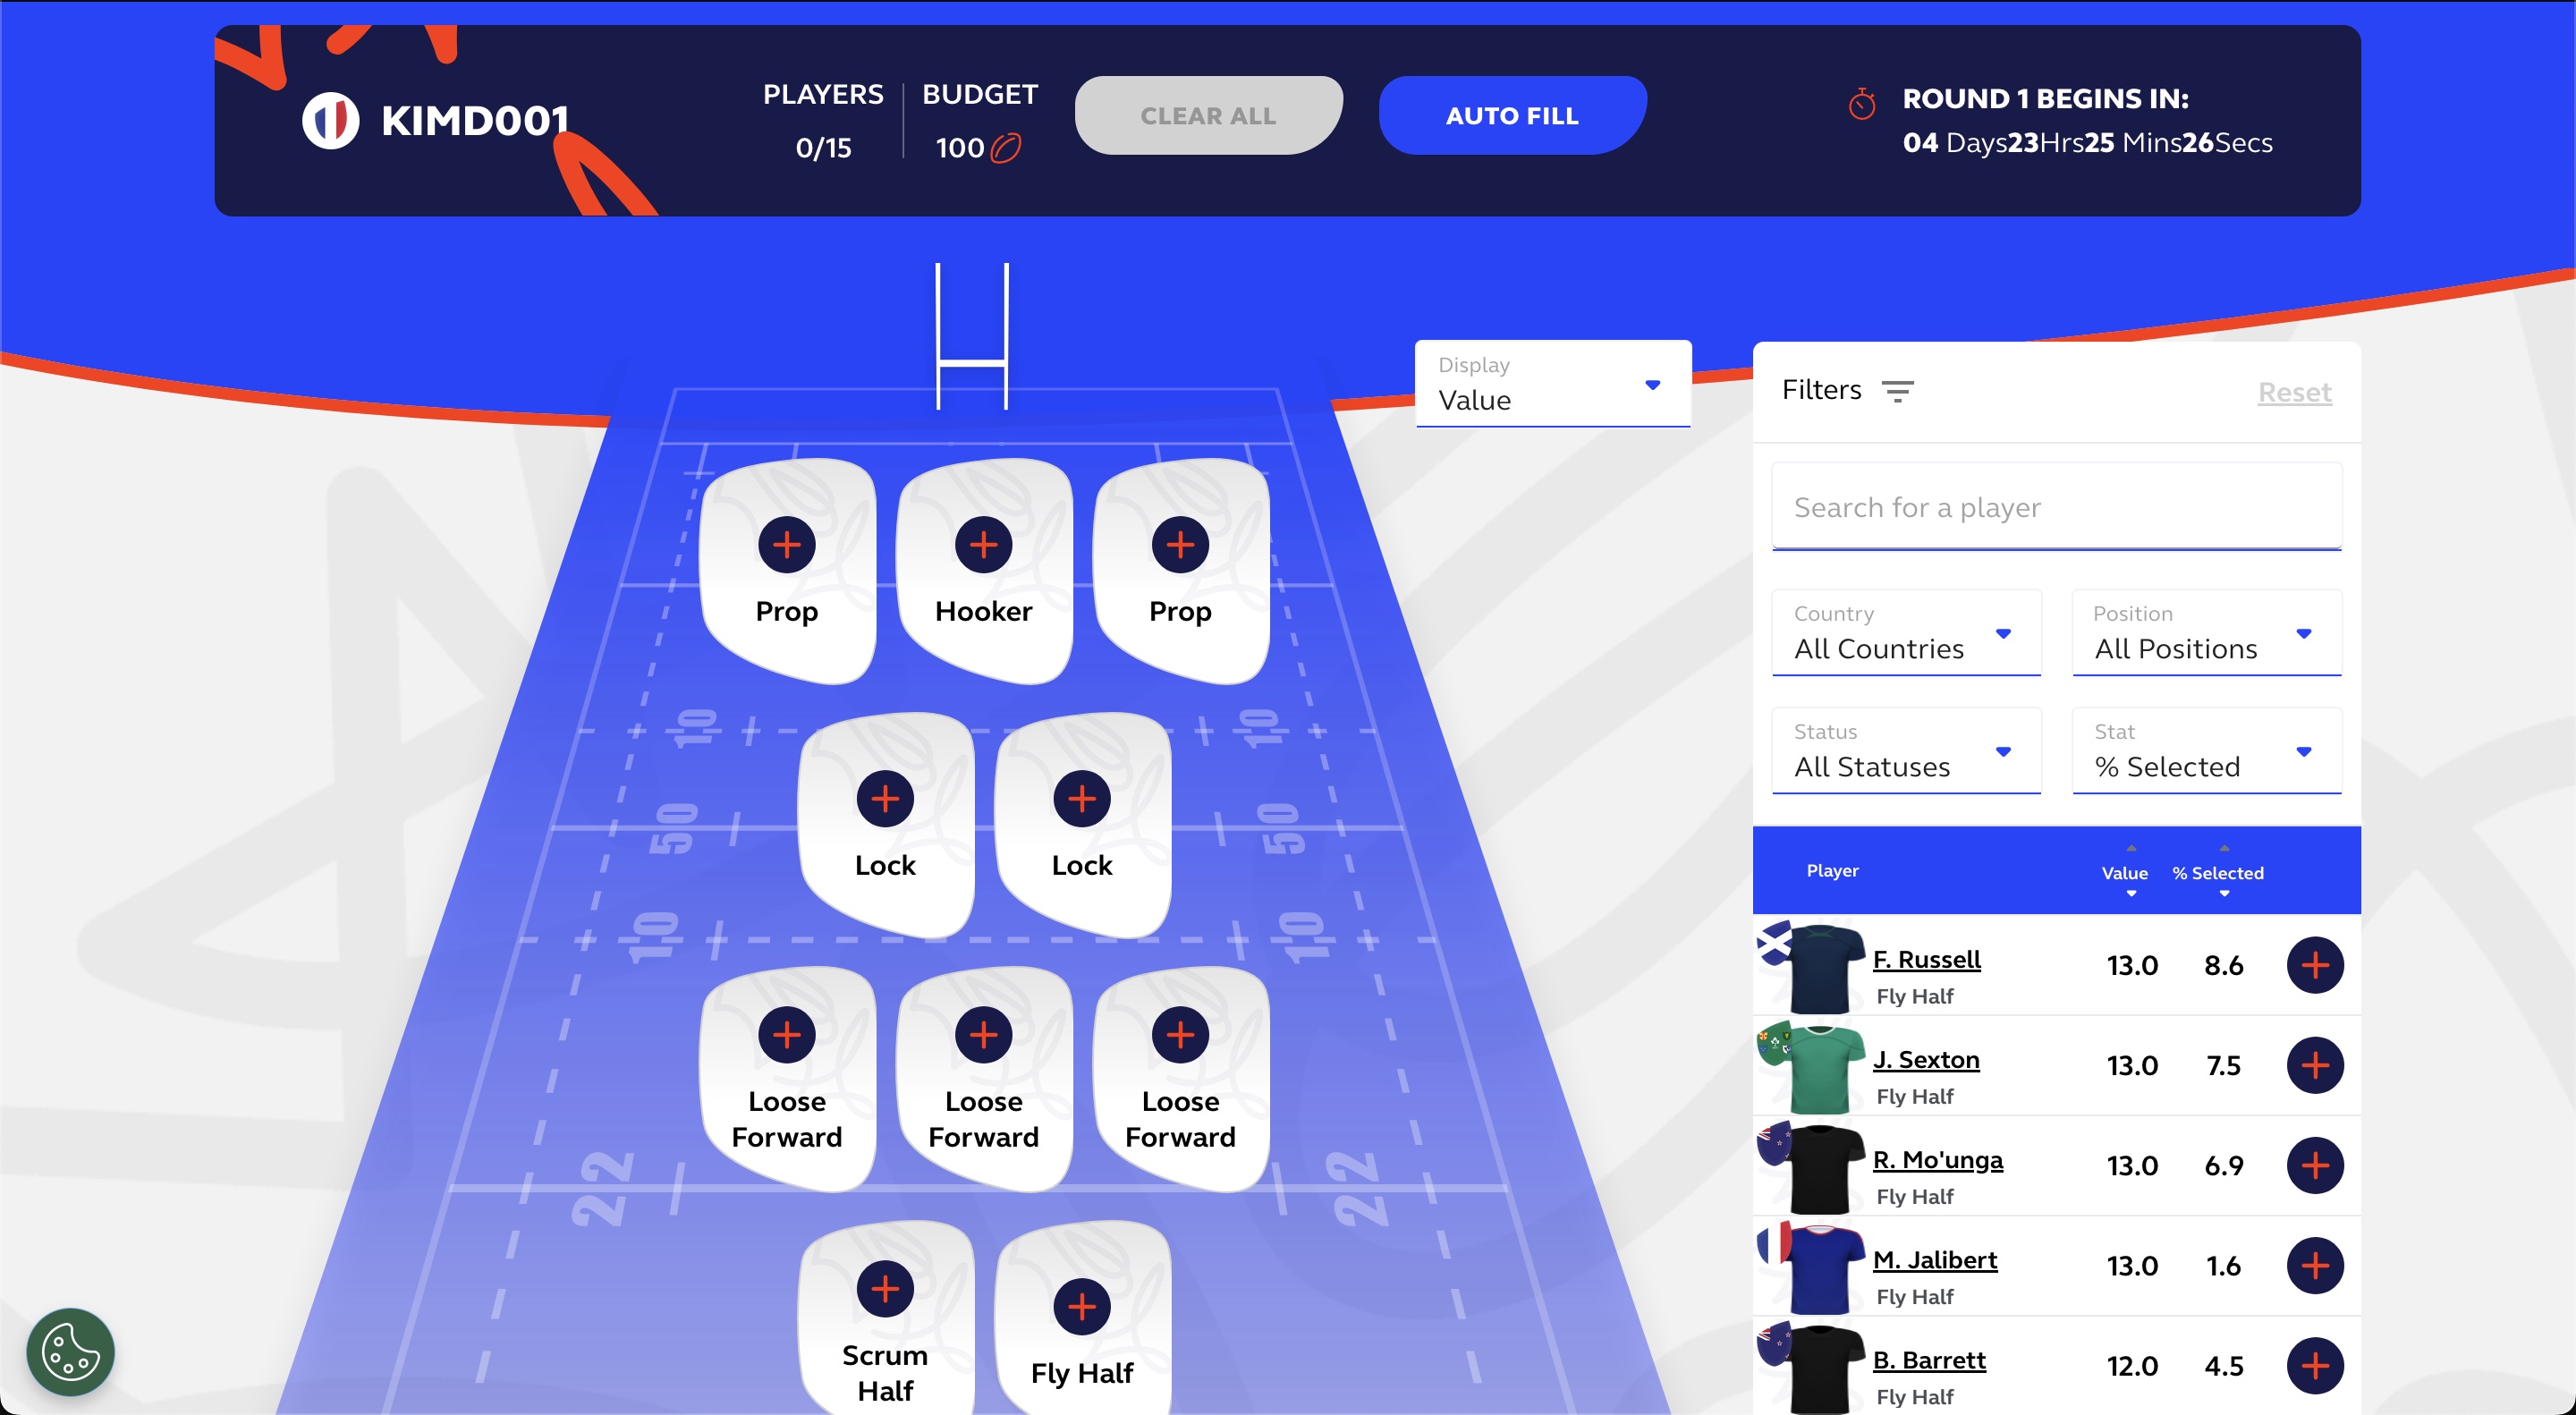 KIMD001
PLAYERS
0/15
BUDGET
100
CLEAR ALL
AUTO FILL
ROUND 1 BEGINS IN:
04 Days23Hrs25 Mins26Secs
Display
Value
Filters
Reset
Search for a player
Country
All Countries
Position
All Positions
Status
All Statuses
Stat
% Selected
Player
Value
% Selected
F. Russell
Fly Half
13.0
8.6
J. Sexton
Fly Half
13.0
7.5
R. Mo'unga
Fly Half
13.0
6.9
M. Jalibert
Fly Half
13.0
1.6
B. Barrett
Fly Half
12.0
4.5
Prop
Hooker
Prop
10
10
Lock
Lock
50
50
10
10
Loose
Forward
Loose
Forward
Loose
Forward
22
22
Scrum
Half
Fly Half